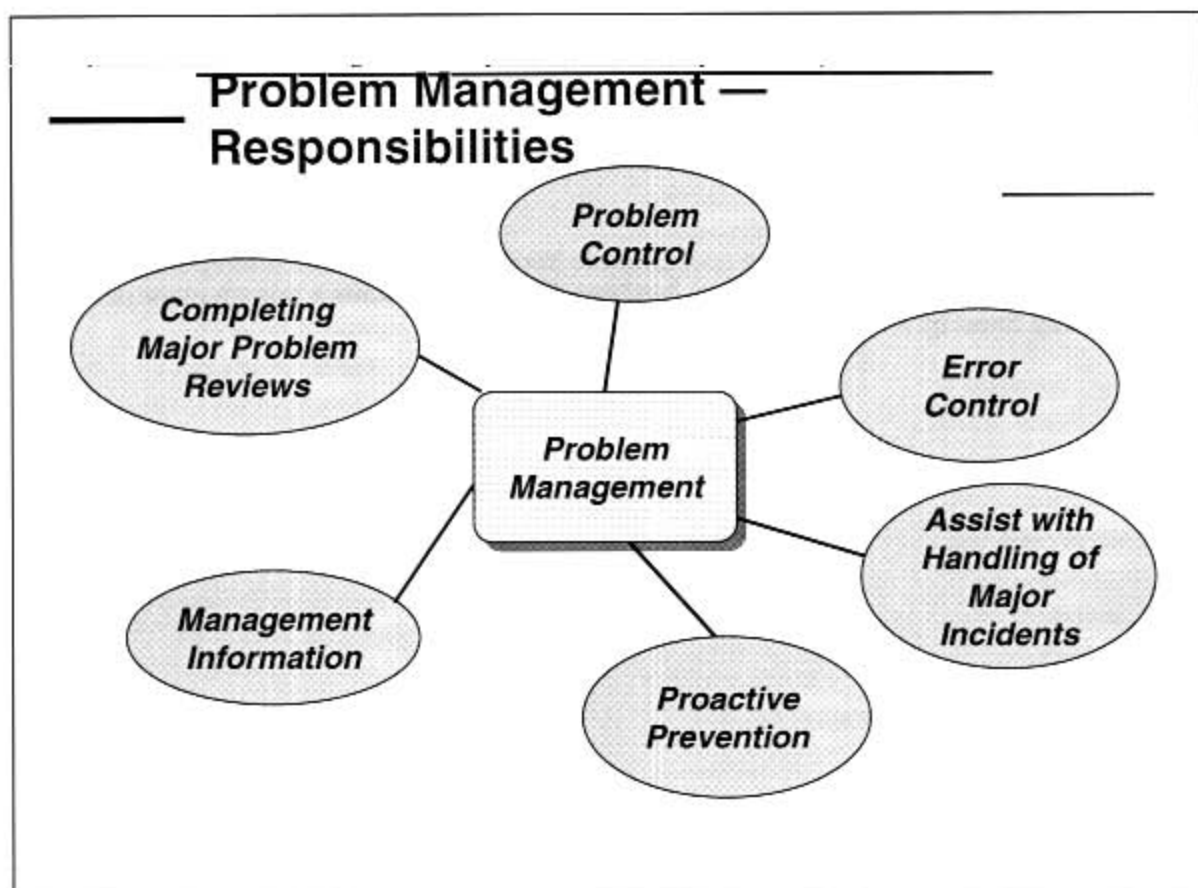 Problem Management —
Responsibilities
Problem
Control
Completing
Major Problem
Reviews
Error
Control
Problem
Management
Assist with
Handling of
Major
Incidents
Management
Information
Proactive
Prevention